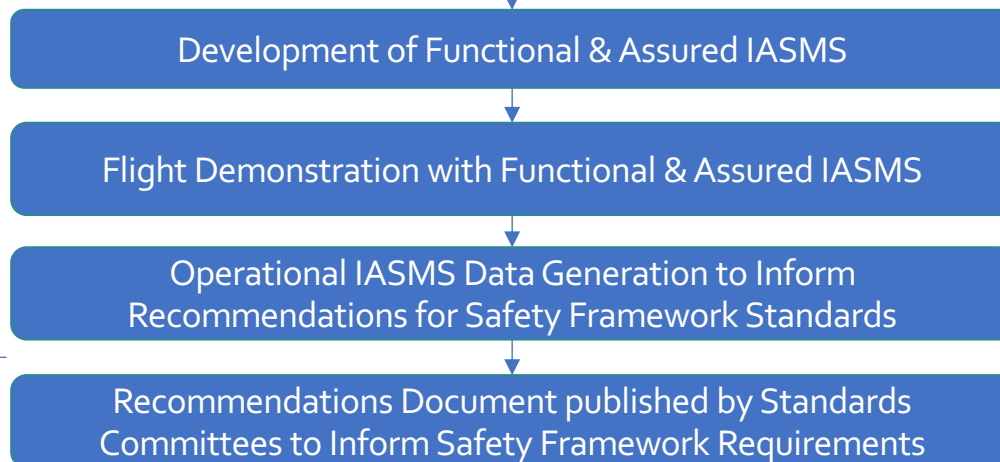 Development of Functional & Assured IASMS
Flight Demonstration with Functional & Assured IASMS
Operational IASMS Data Generation to Inform
Recommendations for Safety Framework Standards
Recommendations Document published by Standards
Committees to Inform Safety Framework Requirements